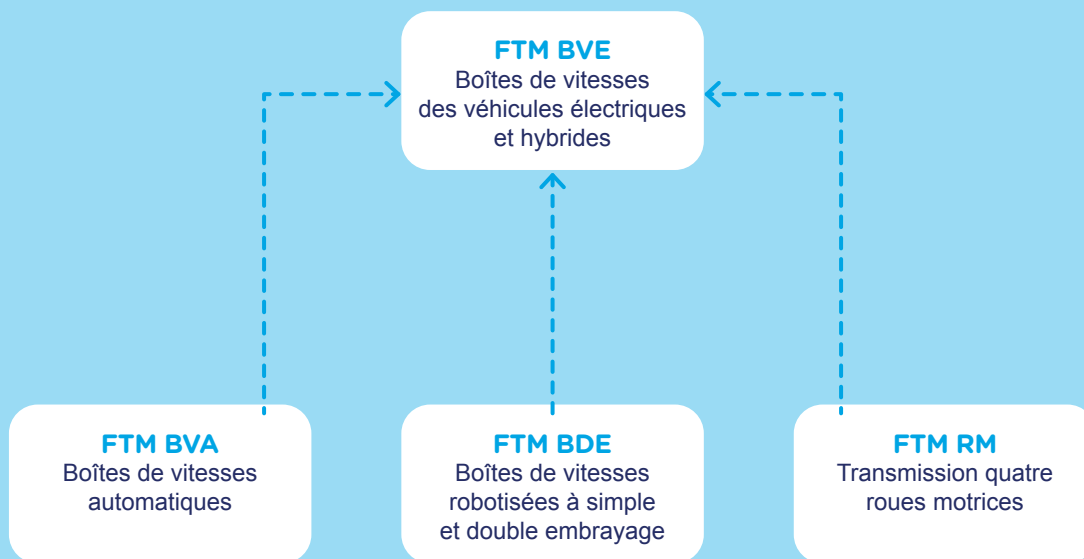 FTM BVE
Boîtes de vitesses
des véhicules électriques
et hybrides
FTM BVA
Boîtes de vitesses
automatiques
FTM BDE
Boîtes de vitesses
robotisées à simple
et double embrayage
FTM RM
Transmission quatre
roues motrices